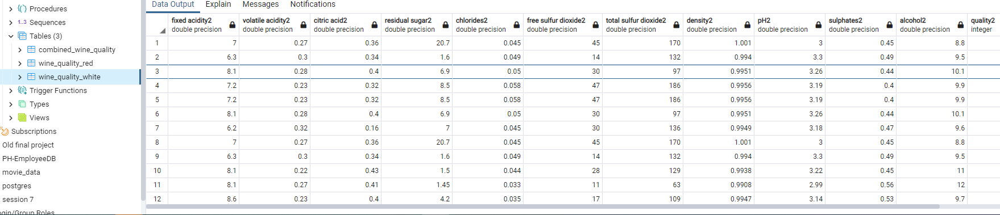 Procedures
1..3 Sequences
Tables (3)
combined_wine_quality
wine_quality_red
wine_quality_white
Trigger Functions
Types
Views
Subscriptions
Old final project
PH-EmployeeDB
movie_data
postgres
session 7
ogin/Group Roles
Data Output Explain Messages Notifications
fixed acidity2 volatile acidity2 citric acid2 residual sugar2 chlorides2 free sulfur dioxide2 total sulfur dioxide2 density2 pH2 sulphates2 alcohol2 quality2
double precision double precision double precision double precision double precision double precision double precision double precision double precision double precision double precision integer
1 7 0.27 0.36 20.7 0.045 45 170 1.001 3 0.45 8.8
2 6.3 0.3 0.34 1.6 0.049 14 132 0.994 3.3 0.49 9.5
3 8.1 0.28 0.4 6.9 0.05 30 97 0.9951 3.26 0.44 10.1
4 7.2 0.23 0.32 8.5 0.058 47 186 0.9956 3.19 0.4 9.9
5 7.2 0.23 0.32 8.5 0.058 47 186 0.9956 3.19 0.4 9.9
6 8.1 0.28 0.4 6.9 0.05 30 97 0.9951 3.26 0.44 10.1
7 6.2 0.32 0.16 7 0.045 30 136 0.9949 3.18 0.47 9.6
8 7 0.27 0.36 20.7 0.045 45 170 1.001 3 0.45 8.8
9 6.3 0.3 0.34 1.6 0.049 14 132 0.994 3.3 0.49 9.5
10 8.1 0.22 0.43 1.5 0.044 28 129 0.9938 3.22 0.45 11
11 8.1 0.27 0.41 1.45 0.033 11 63 0.9908 2.99 0.56 12
12 8.6 0.23 0.4 4.2 0.035 17 109 0.9947 3.14 0.53 9.7